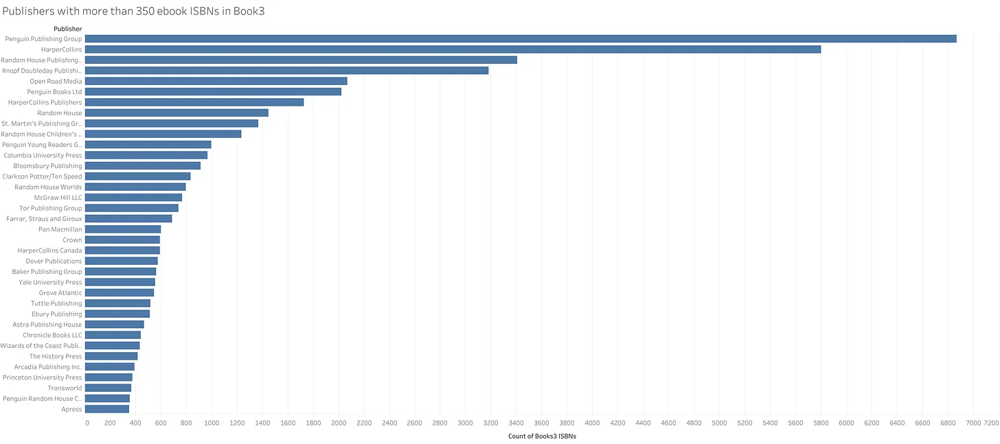 Publishers with more than 350 ebook ISBNs in Book3
Publisher
Penguin Publishing Group
HarperCollins
Random House Publishing..
Knopf Doubleday Publishi..
Open Road Media
Penguin Books Ltd
HarperCollins Publishers
Random House
St. Martin's Publishing Gr..
Random House Children's ..
Penguin Young Readers G..
Columbia University Press
Bloomsbury Publishing
Clarkson Potter/Ten Speed
Random House Worlds
McGraw Hill LLC
Tor Publishing Group
Farrar, Straus and Giroux
Pan Macmillan
Crown
HarperCollins Canada
Dover Publications
Baker Publishing Group
Yale University Press
Grove Atlantic
Tuttle Publishing
Ebury Publishing
Astra Publishing House
Chronicle Books LLC
Wizards of the Coast Publi..
The History Press
Arcadia Publishing Inc.
Princeton University Press
Transworld
Penguin Random House C..
Apress
0 200 400 600 800 1000 1200 1400 1600 1800 2000 2200 2400 2600 2800 3000 3200 3400 3600 3800 4000 4200 4400 4600 4800 5000 5200 5400 5600 5800 6000 6200 6400 6600 6800 7000 7200
Count of Books3 ISBNs